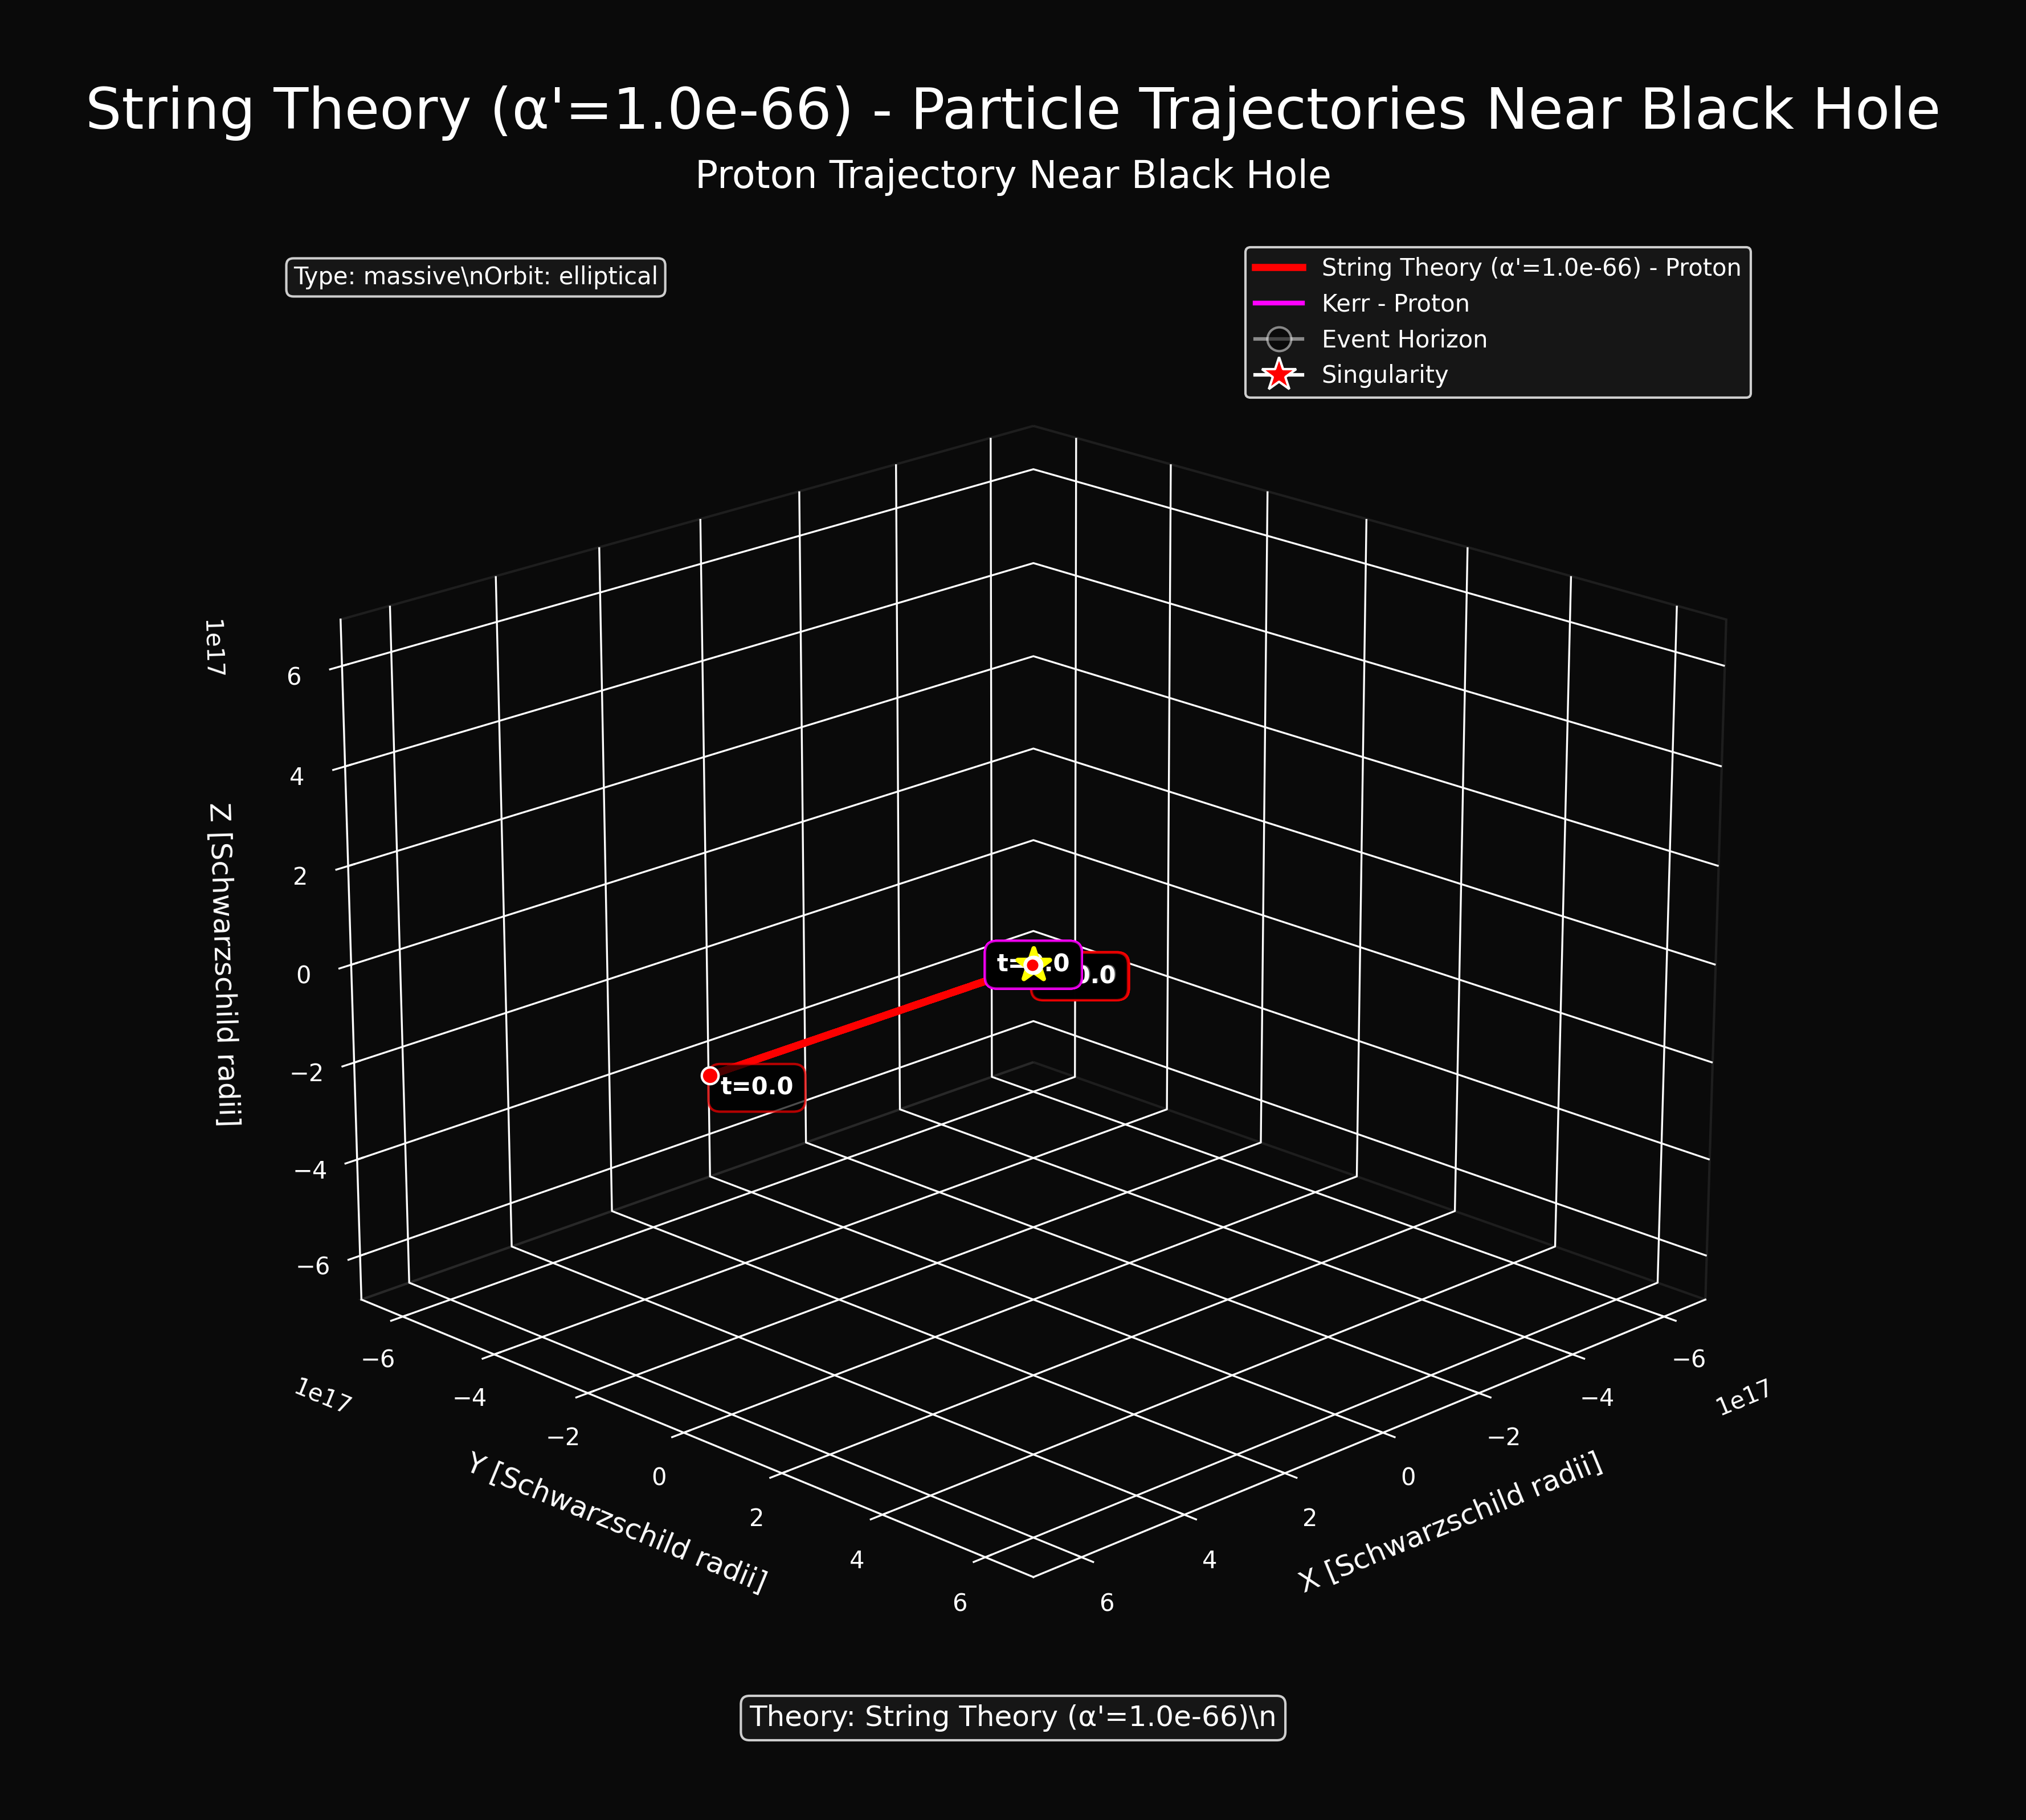 String Theory (α'=1.0e-66) - Particle Trajectories Near Black Hole
Proton Trajectory Near Black Hole
Type: massive\nOrbit: elliptical
String Theory (α'=1.0e-66) - Proton
Kerr - Proton
Event Horizon
Singularity
1e17
6
4
2
0
−2
−4
−6
Z [Schwarzschild radii]
t=0.0
−6
−4
−2
0
2
4
6
1e17
Y [Schwarzschild radii]
−6
−4
−2
0
2
4
6
1e17
X [Schwarzschild radii]
Theory: String Theory (α'=1.0e-66)\n